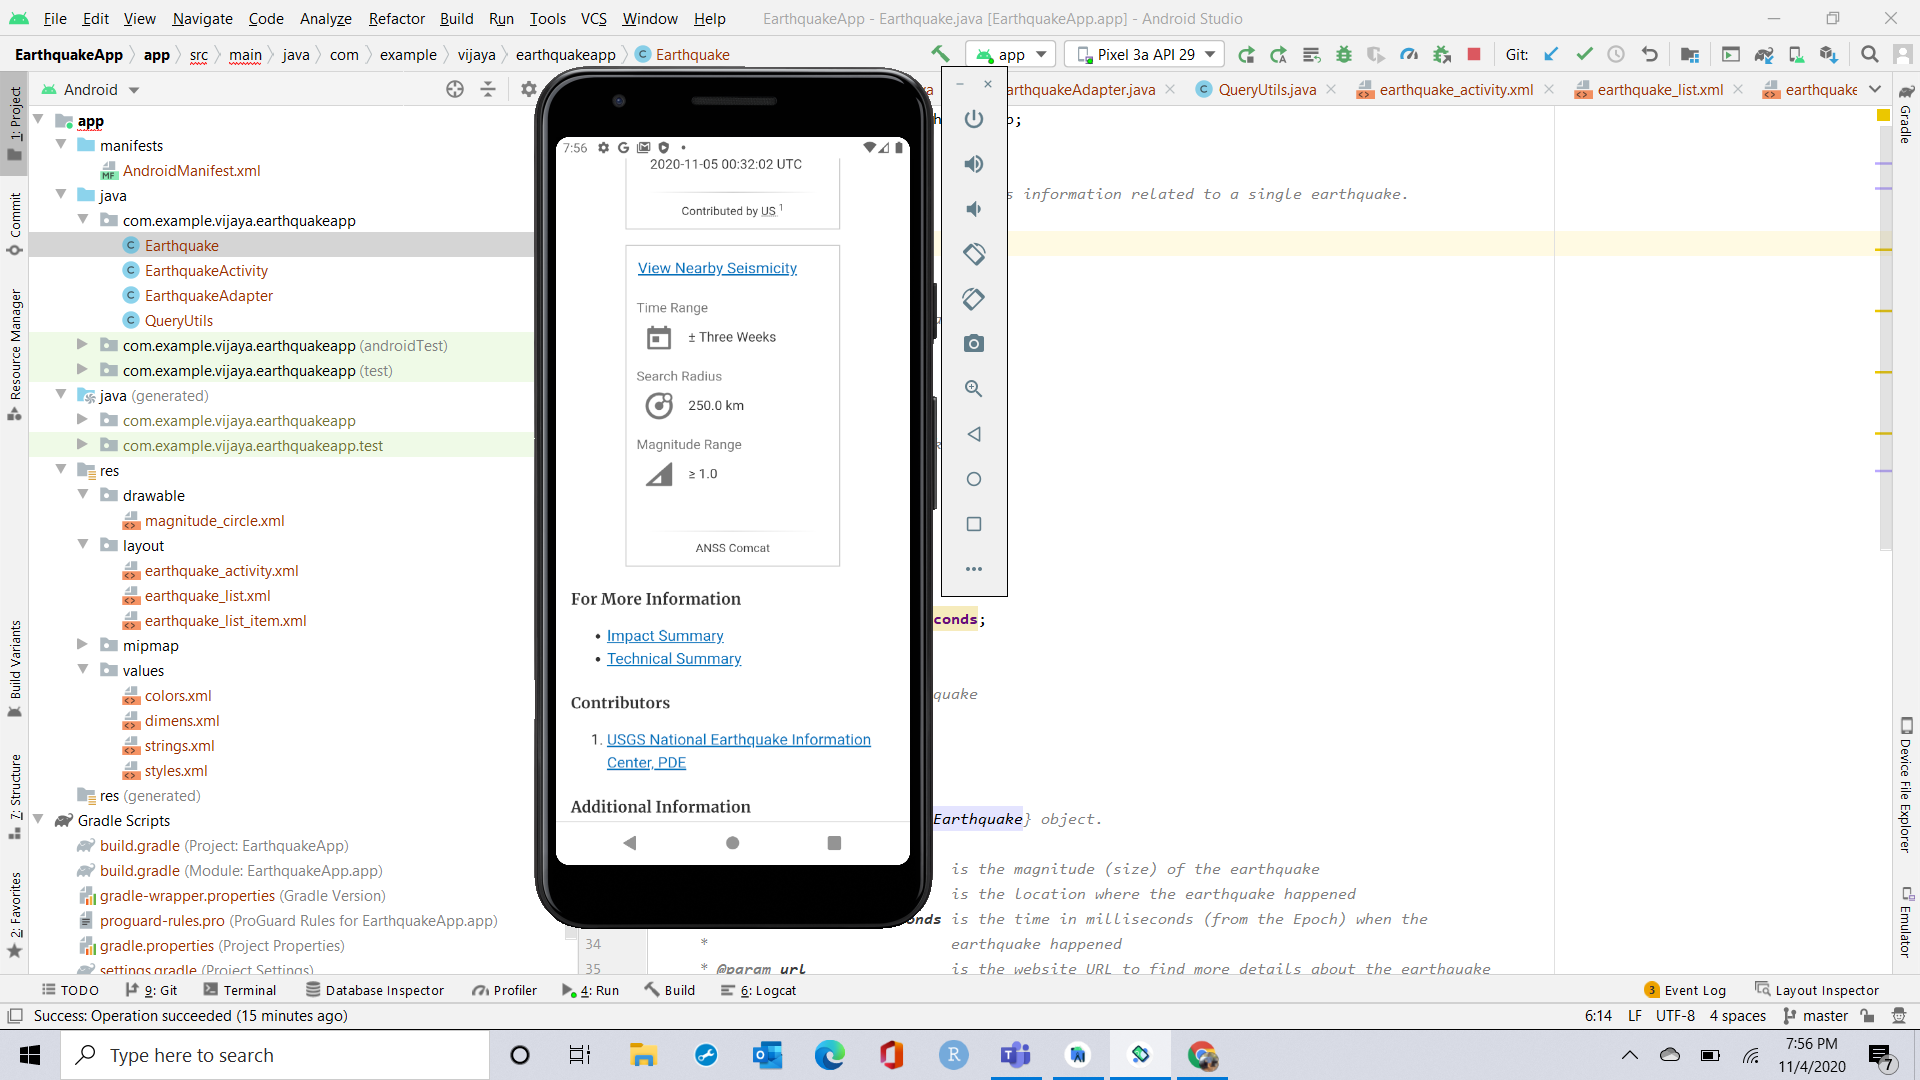 File Edit View Navigate Code Analyze Refactor Build Run Tools VCS Window Help EarthquakeApp - Earthquake.java [EarthquakeApp.app] - Android Studio
EarthquakeApp app src main java com example vijaya earthquakeapp Earthquake app Pixel 3a API 29 Git:
Android
arthquakeAdapter.java QueryUtils.java earthquake_activity.xml earthquake_list.xml earthquake
1: Project
Commit
Resource Manager
Build Variants
7: Structure
2: Favorites
app
manifests
AndroidManifest.xml
java
com.example.vijaya.earthquakeapp
Earthquake
EarthquakeActivity
EarthquakeAdapter
QueryUtils
com.example.vijaya.earthquakeapp (androidTest)
com.example.vijaya.earthquakeapp (test)
java (generated)
com.example.vijaya.earthquakeapp
com.example.vijaya.earthquakeapp.test
res
drawable
magnitude_circle.xml
layout
earthquake_activity.xml
earthquake_list.xml
earthquake_list_item.xml
mipmap
values
colors.xml
dimens.xml
strings.xml
styles.xml
res (generated)
Gradle Scripts
build.gradle (Project: EarthquakeApp)
build.gradle (Module: EarthquakeApp.app)
gradle-wrapper.properties (Gradle Version)
proguard-rules.pro (ProGuard Rules for EarthquakeApp.app)
gradle.properties (Project Properties)
settings.gradle (Project Settings)
7:56
2020-11-05 00:32:02 UTC
Contributed by US 1
View Nearby Seismicity
Time Range
± Three Weeks
Search Radius
250.0 km
Magnitude Range
≥ 1.0
ANSS Comcat
For More Information
• Impact Summary
• Technical Summary
Contributors
1. USGS National Earthquake Information
Center, PDE
Additional Information
s information related to a single earthquake.
conds;
quake
Earthquake} object.
is the magnitude (size) of the earthquake
is the location where the earthquake happened
onds is the time in milliseconds (from the Epoch) when the
34 * earthquake happened
35 * @param url is the website URL to find more details about the earthquake
Gradle
Device File Explorer
Emulator
TODO 9: Git Terminal Database Inspector Profiler 4: Run Build 6: Logcat 3 Event Log Layout Inspector
Success: Operation succeeded (15 minutes ago) 6:14 LF UTF-8 4 spaces master
Type here to search
7:56 PM
11/4/2020
7